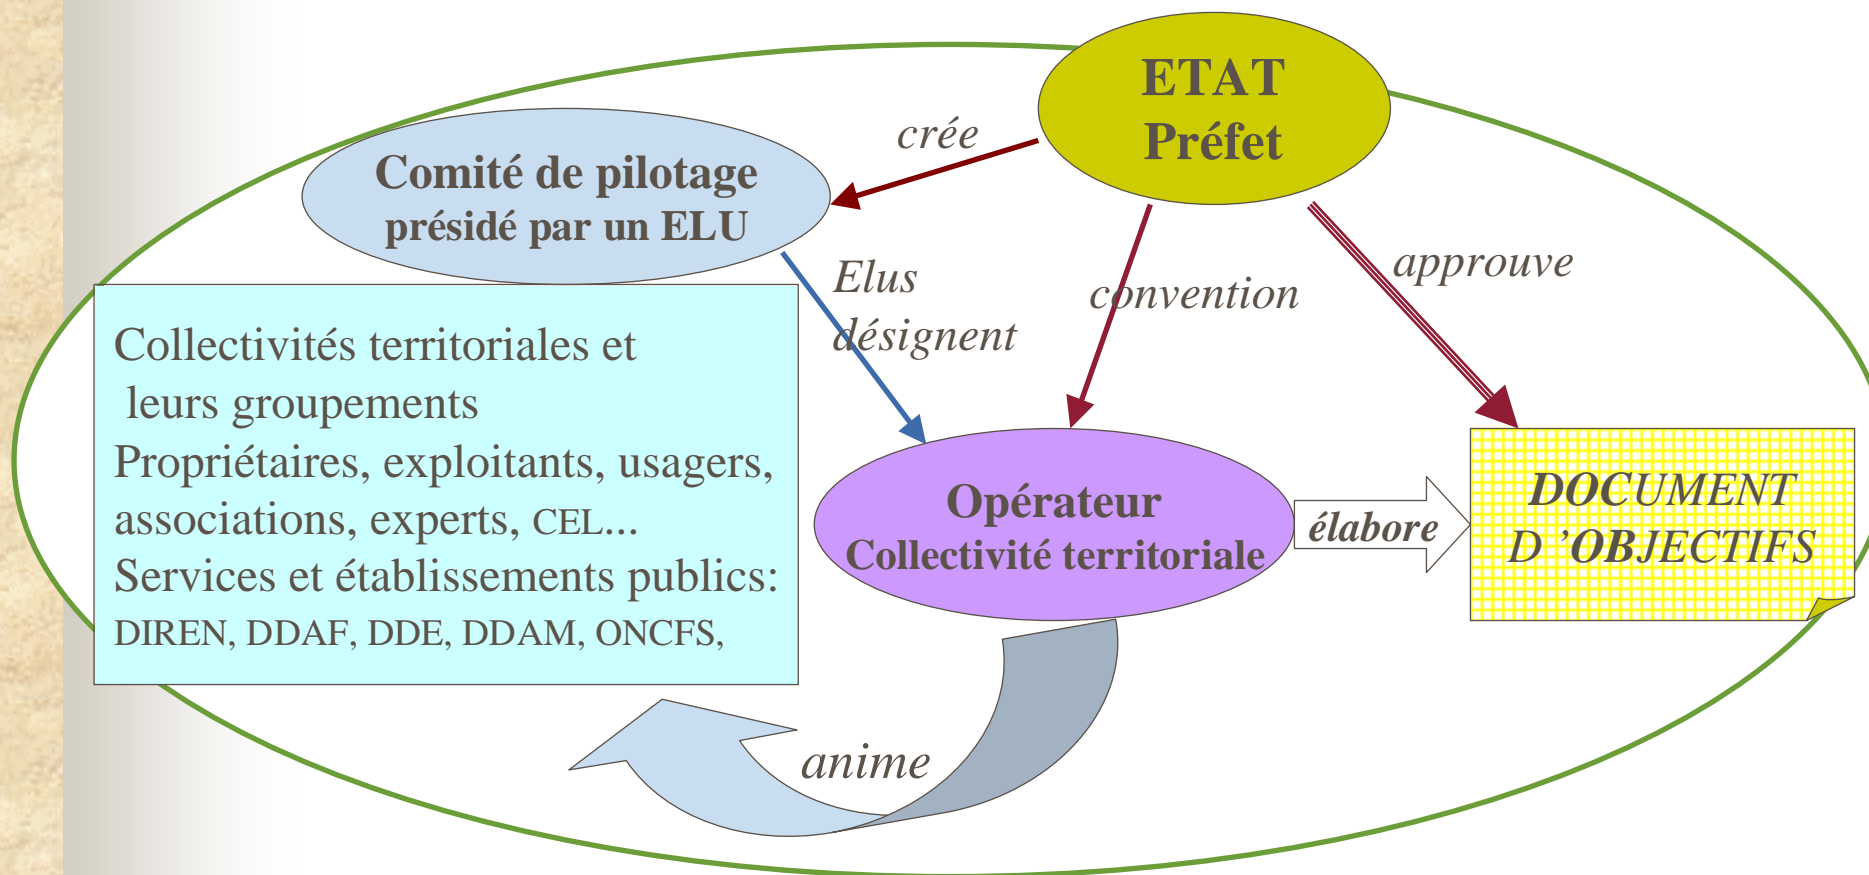 ETAT
Préfet
crée
Comité de pilotage
présidé par un ELU
Elus
désignent
convention
approuve
Collectivités territoriales et
leurs groupements
Propriétaires, exploitants, usagers,
associations, experts, CEL...
Services et établissements publics:
DIREN, DDAF, DDE, DDAM, ONCFS,
Opérateur
Collectivité territoriale
élabore
DOCUMENT
D ’OBJECTIFS
anime